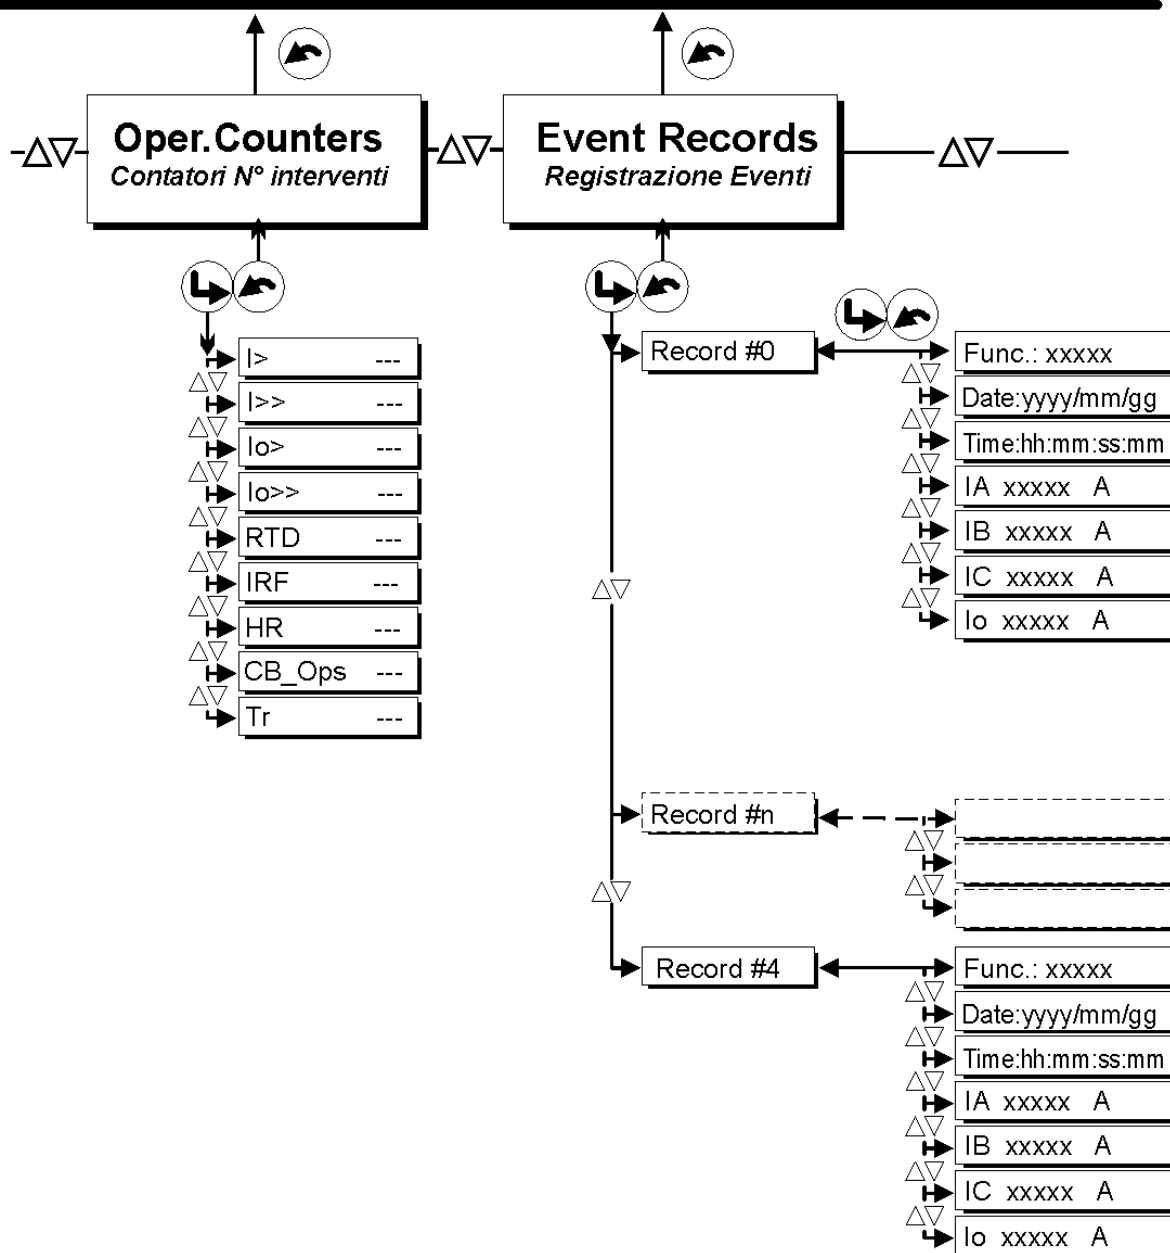 Oper.Counters
Contatori N° interventi
Event Records
Registrazione Eventi
I> ---
I>> ---
Io> ---
Io>> ---
RTD ---
IRF ---
HR ---
CB_Ops ---
Tr ---
Record #0
Func.: xxxxx
Date:yyyy/mm/gg
Time:hh:mm:ss:mm
IA xxxxx A
IB xxxxx A
IC xxxxx A
Io xxxxx A
Record #n
Record #4
Func.: xxxxx
Date:yyyy/mm/gg
Time:hh:mm:ss:mm
IA xxxxx A
IB xxxxx A
IC xxxxx A
Io xxxxx A